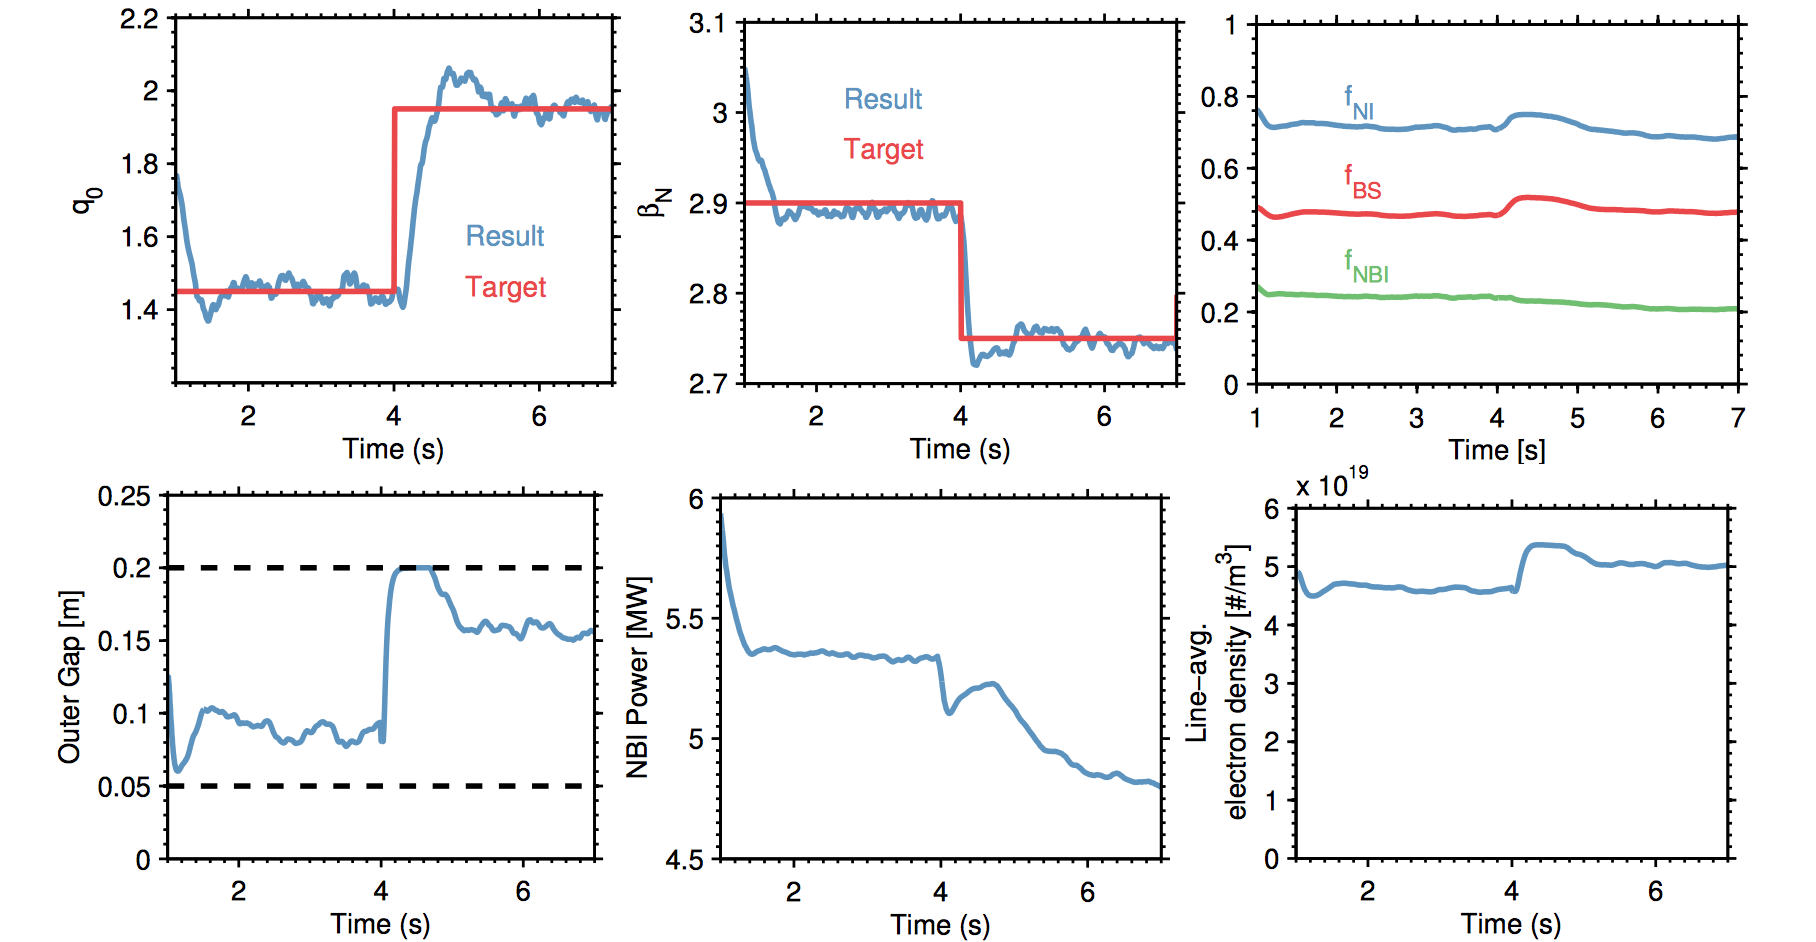 2.2
2
1.8
1.6
1.4
q0
Result
Target
2 4 6
Time (s)
3.1
3
2.9
2.8
2.7
βN
Result
Target
2 4 6
Time (s)
1
0.8
0.6
0.4
0.2
0
fNI
fBS
fNBI
1 2 3 4 5 6 7
Time [s]
0.25
0.2
0.15
0.1
0.05
0
Outer Gap [m]
2 4 6
Time (s)
6
5.5
5
4.5
NBI Power [MW]
2 4 6
Time (s)
x 10^19
6
5
4
3
2
1
0
Line-avg.
electron density [#/m^3]
2 4 6
Time (s)